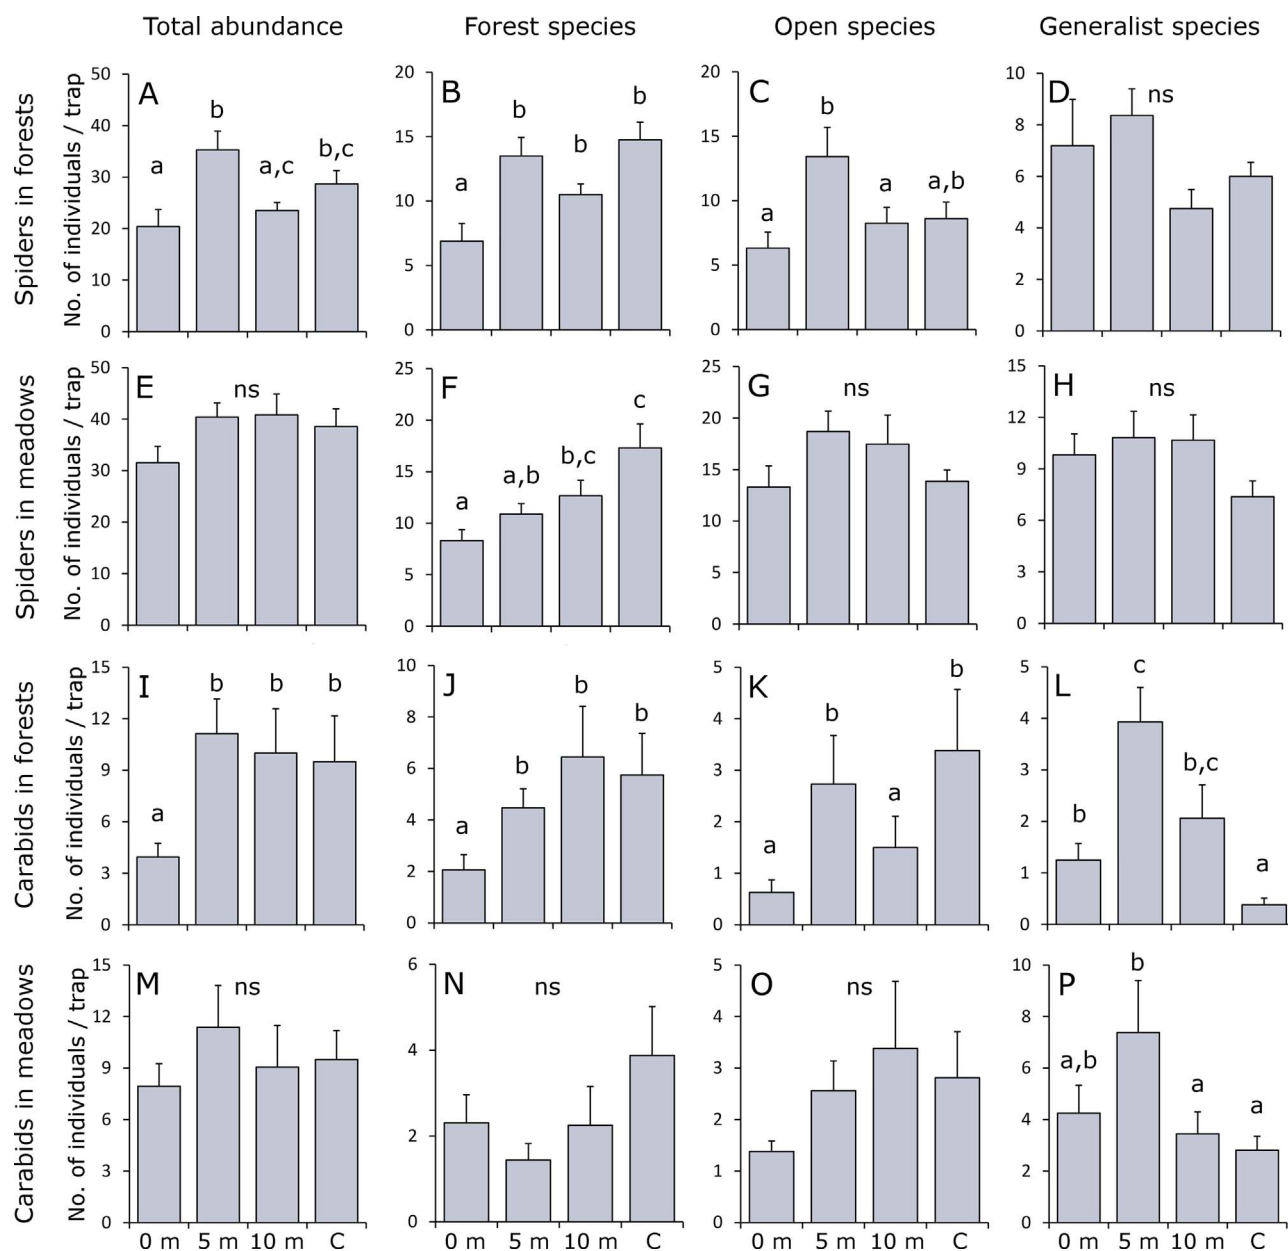 Total abundance Forest species Open species Generalist species
Spiders in forests
No. of individuals / trap
A
50
40
30
20
10
0
a b a,c b,c
B
20
15
10
5
0
a b b b
C
20
15
10
5
0
a b a a,b
D
10
8
6
4
2
0
ns
Spiders in meadows
No. of individuals / trap
E
50
40
30
20
10
0
ns
F
25
20
15
10
5
0
a a,b b,c c
G
25
20
15
10
5
0
ns
H
15
12
9
6
3
0
ns
Carabids in forests
No. of individuals / trap
I
15
12
9
6
3
0
a b b b
J
10
8
6
4
2
0
a b b b
K
5
4
3
2
1
0
a b a b
L
5
4
3
2
1
0
b c b,c a
Carabids in meadows
No. of individuals / trap
M
15
12
9
6
3
0
ns
0 m 5 m 10 m C
N
6
4
2
0
ns
0 m 5 m 10 m C
O
5
4
3
2
1
0
ns
0 m 5 m 10 m C
P
10
8
6
4
2
0
a,b b a a
0 m 5 m 10 m C